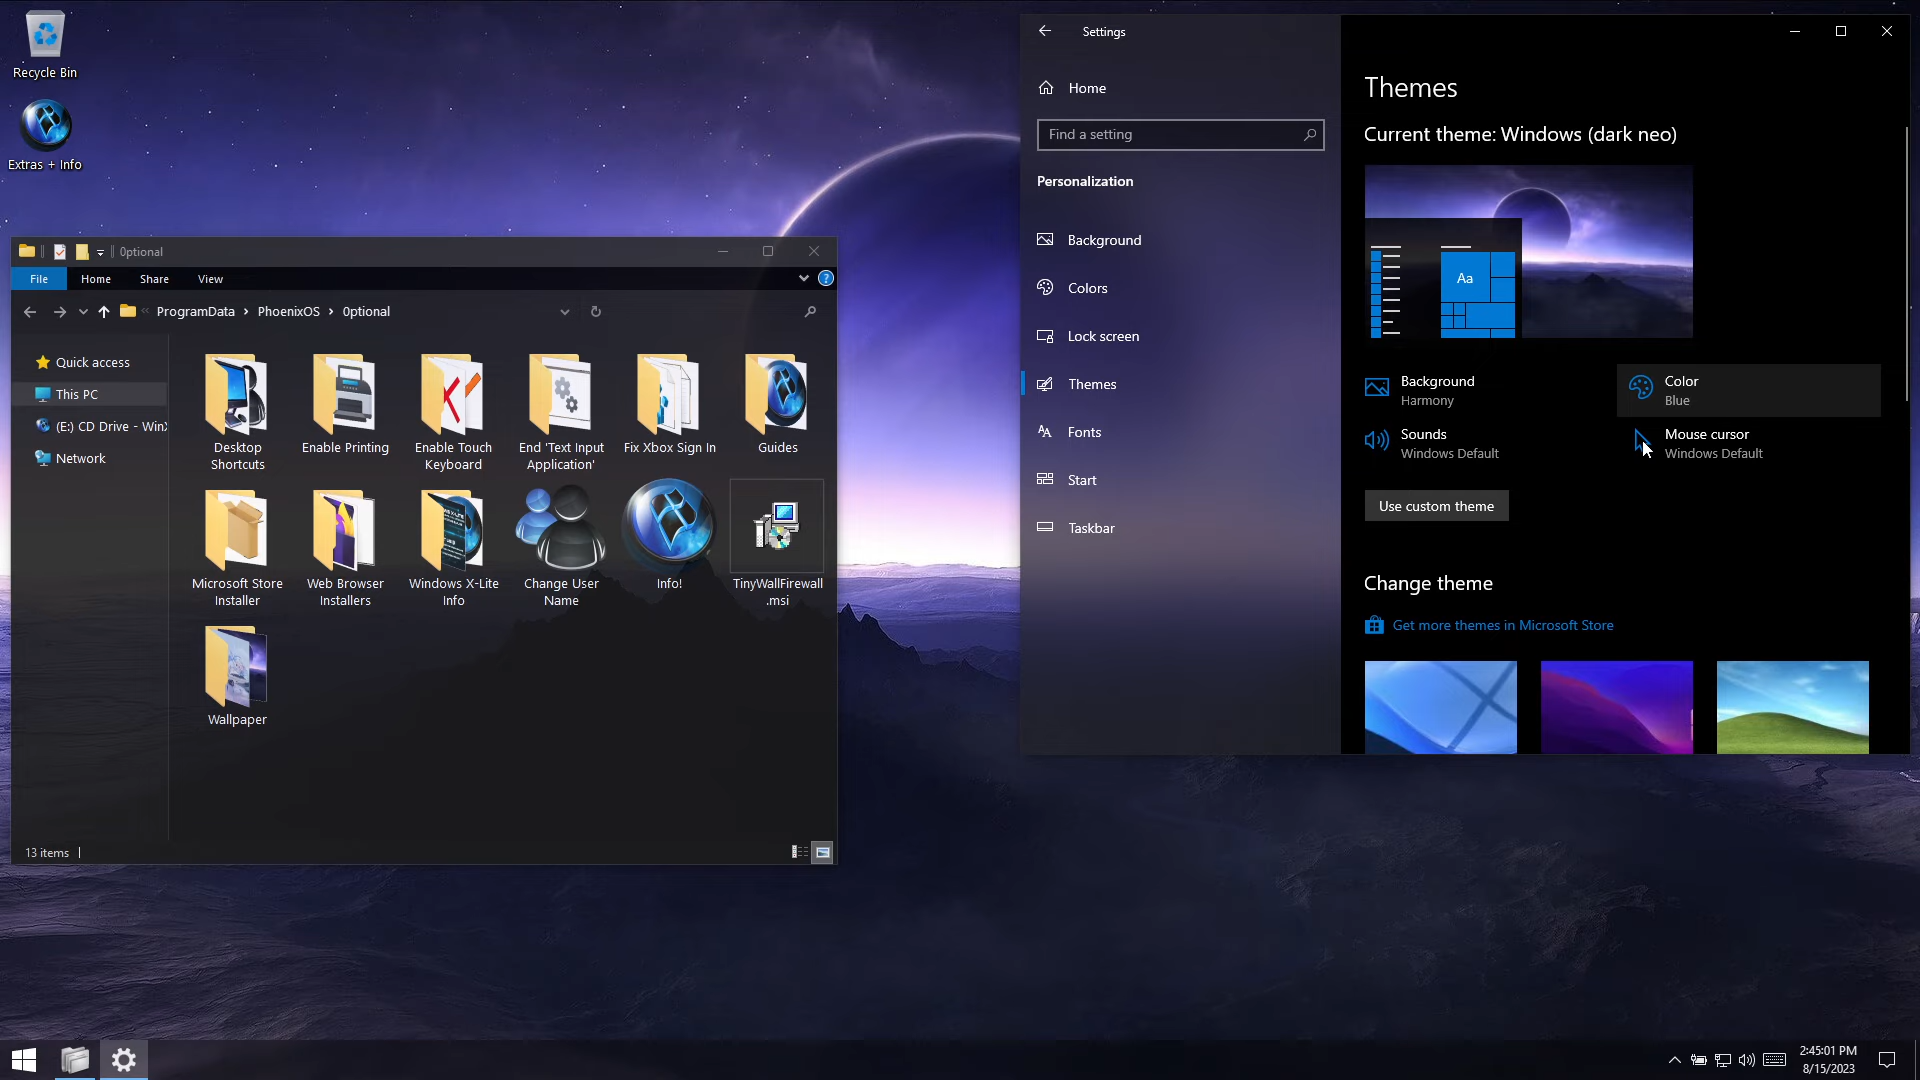 Recycle Bin
Extras + Info
0ptional
File
Home
Share
View
ProgramData
PhoenixOS
0ptional
Quick access
This PC
(E:) CD Drive - Win
Network
Desktop
Shortcuts
Enable Printing
Enable Touch
Keyboard
End 'Text Input
Application'
Fix Xbox Sign In
Guides
Microsoft Store
Installer
Web Browser
Installers
Windows X-Lite
Info
Change User
Name
Info!
TinyWallFirewall
.msi
Wallpaper
13 items
Settings
Home
Find a setting
Personalization
Background
Colors
Lock screen
Themes
Fonts
Start
Taskbar
Themes
Current theme: Windows (dark neo)
Aa
Background
Harmony
Color
Blue
Sounds
Windows Default
Mouse cursor
Windows Default
Use custom theme
Change theme
Get more themes in Microsoft Store
2:45:01 PM
8/15/2023